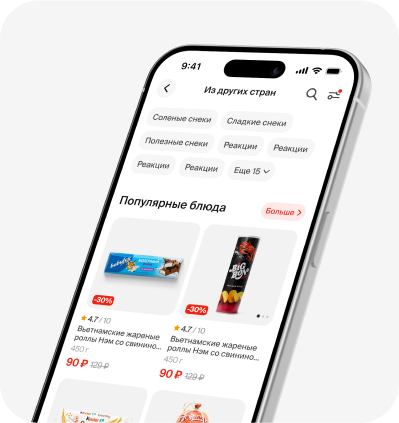 9:41
Из других стран
Соленые снеки
Сладкие снеки
Полезные снеки
Реакции
Реакции
Реакции
Реакции
Еще 15
Популярные блюда
Больше
BIG
BON
-30%
-30%
4.7 / 10
4.7 / 10
Вьетнамские жареные
роллы Нэм со свинино...
450 г
90 ₽ 129 ₽
Вьетнамские жареные
роллы Нэм со свинино...
450 г
90 ₽ 129 ₽